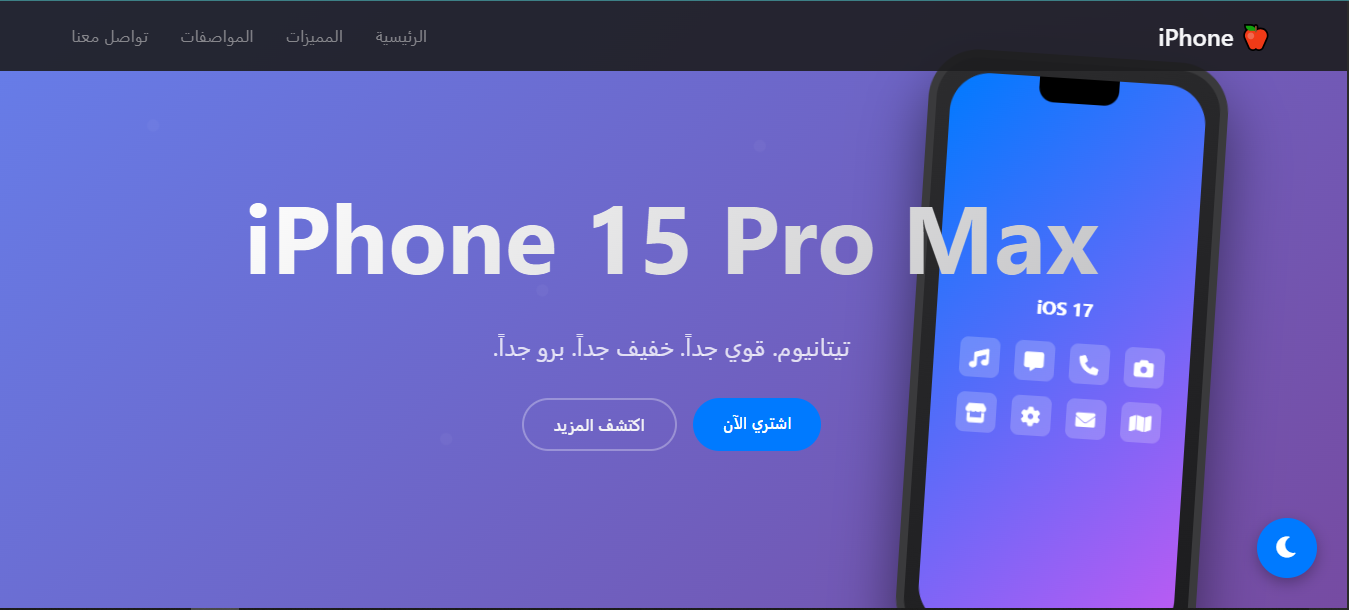 iPhone
الرئيسية
المميزات
المواصفات
تواصل معنا
iPhone 15 Pro Max
iOS 17
تيتانيوم. قوي جداً. خفيف جداً. برو جداً.
اشتري الآن
اكتشف المزيد